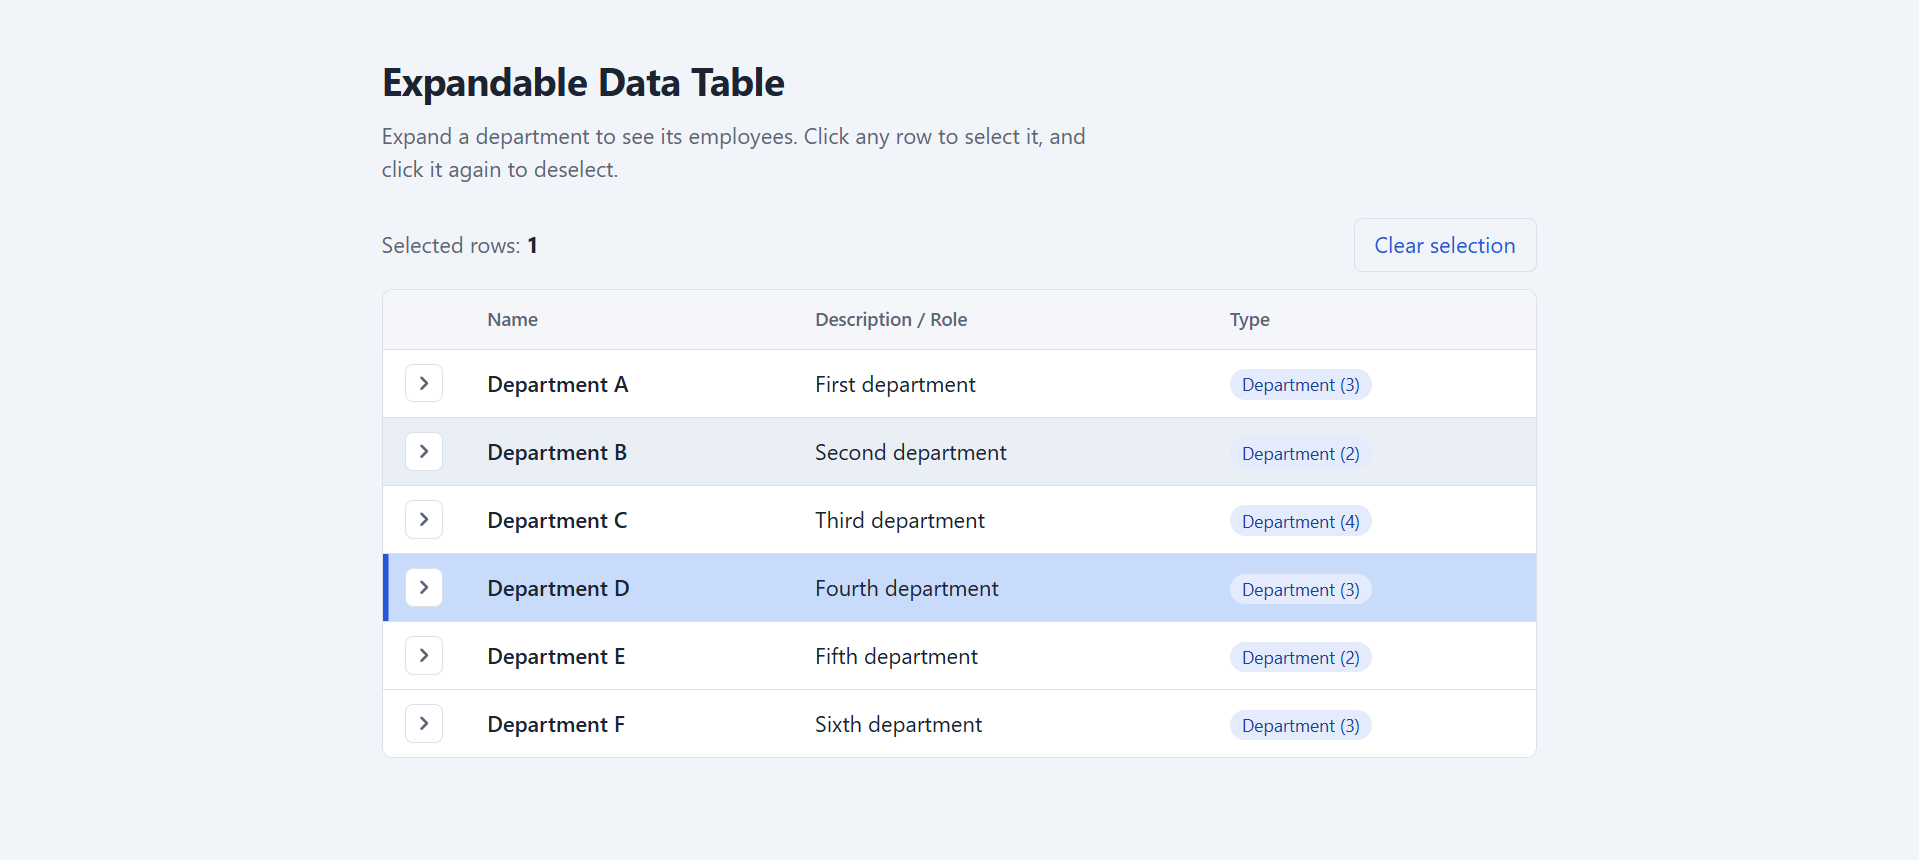 Expandable Data Table
Expand a department to see its employees. Click any row to select it, and
click it again to deselect.
Selected rows: 1
Clear selection
Name Description / Role Type
Department A First department Department (3)
Department B Second department Department (2)
Department C Third department Department (4)
Department D Fourth department Department (3)
Department E Fifth department Department (2)
Department F Sixth department Department (3)